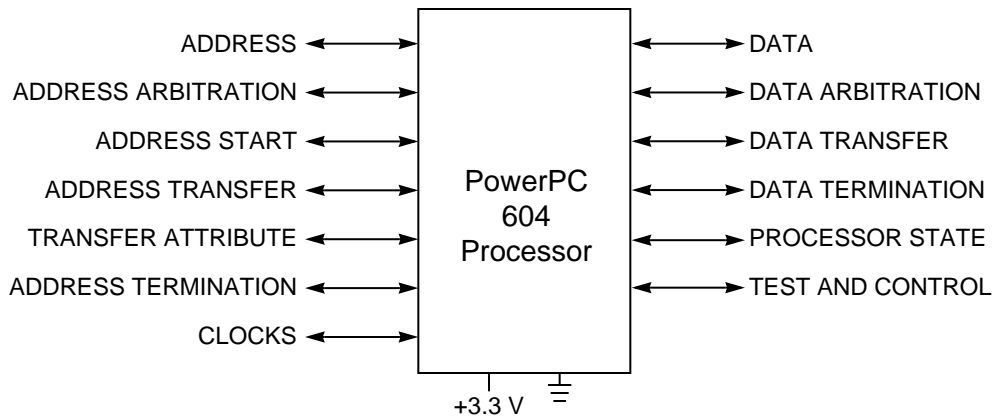 ADDRESS
ADDRESS ARBITRATION
ADDRESS START
ADDRESS TRANSFER
TRANSFER ATTRIBUTE
ADDRESS TERMINATION
CLOCKS
PowerPC
604
Processor
DATA
DATA ARBITRATION
DATA TRANSFER
DATA TERMINATION
PROCESSOR STATE
TEST AND CONTROL
+3.3 V